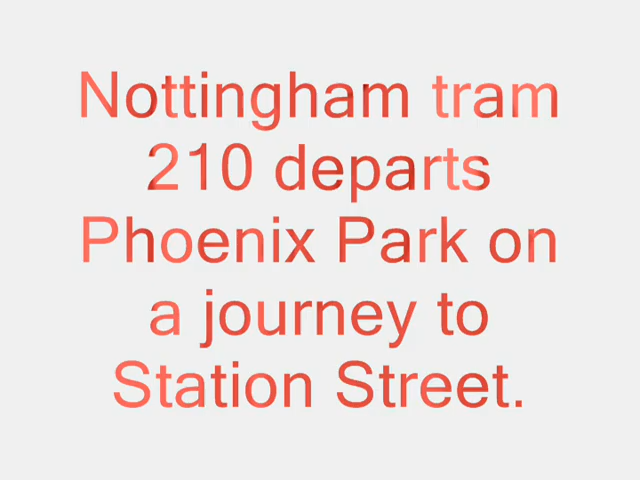 Nottingham tram
210 departs
Phoenix Park on
a journey to
Station Street.